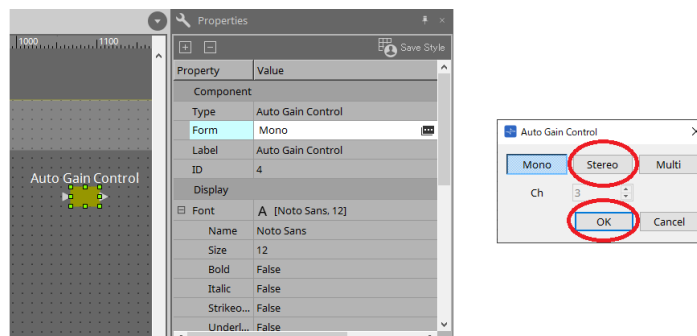 Properties
1000
1100
Save Style
Property Value
Component
Type Auto Gain Control
Form Mono
Label Auto Gain Control
ID 4
Display
Font A [Noto Sans, 12]
Name Noto Sans
Size 12
Bold False
Italic False
Strikeo... False
Underl... False
Auto Gain Control
Auto Gain Control
Mono Stereo Multi
Ch 3
OK Cancel